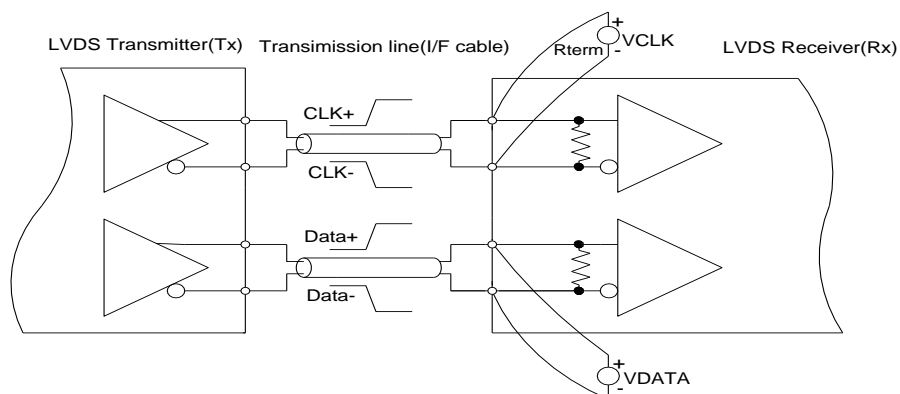 +
VCLK
-
LVDS Transmitter(Tx)
Transimission line(I/F cable)
Rterm
LVDS Receiver(Rx)
CLK+
CLK-
Data+
Data-
+
VDATA
-